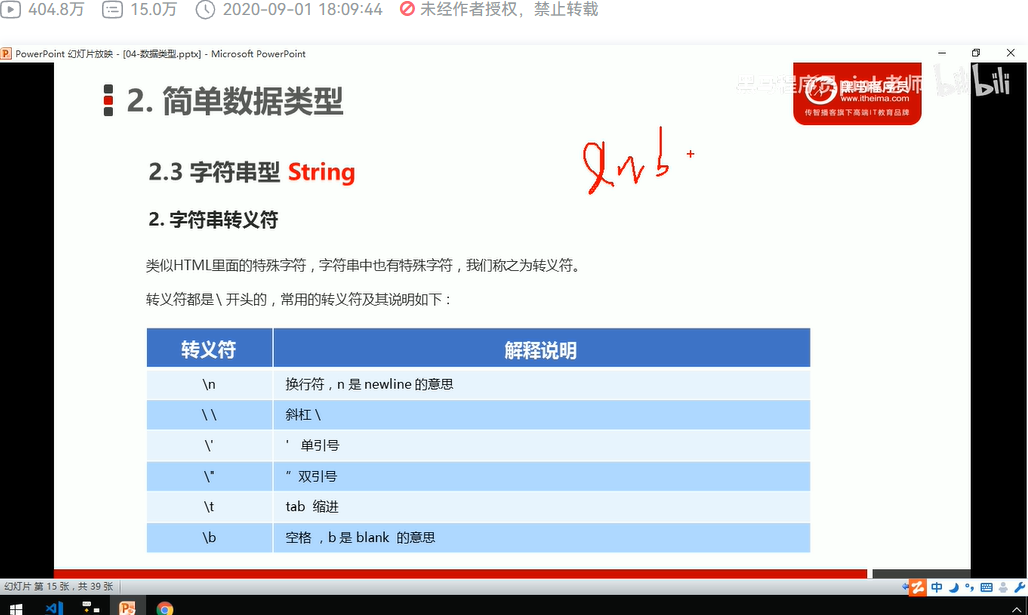 404.8万 15.0万 2020-09-01 18:09:44 未经作者授权，禁止转载
PowerPoint 幻灯片放映 - [04-数据类型.pptx] - Microsoft PowerPoint
2. 简单数据类型
bilibili
www.itheima.com
传智播客旗下高端IT教育品牌
2.3 字符串型 String
2. 字符串转义符
类似HTML里面的特殊字符，字符串中也有特殊字符，我们称之为转义符。
转义符都是 \ 开头的，常用的转义符及其说明如下：
转义符 解释说明
\n 换行符，n 是 newline 的意思
\ \ 斜杠 \
\' ' 单引号
\" " 双引号
\t tab 缩进
\b 空格 ，b 是 blank 的意思
幻灯片 第 15 张，共 39 张
中